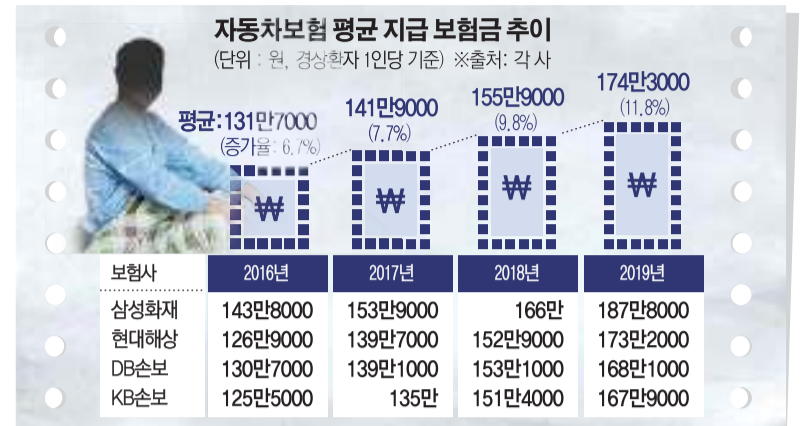 자동차보험 평균 지급 보험금 추이
(단위 : 원, 경상환자 1인당 기준) ※출처: 각 사
평균:131만7000
(증가율: 6.7%)
141만9000
(7.7%)
155만9000
(9.8%)
174만3000
(11.8%)
₩ ₩ ₩ ₩
보험사 2016년 2017년 2018년 2019년
삼성화재 143만8000 153만9000 166만 187만8000
현대해상 126만9000 139만7000 152만9000 173만2000
DB손보 130만7000 139만1000 153만1000 168만1000
KB손보 125만5000 135만 151만4000 167만9000